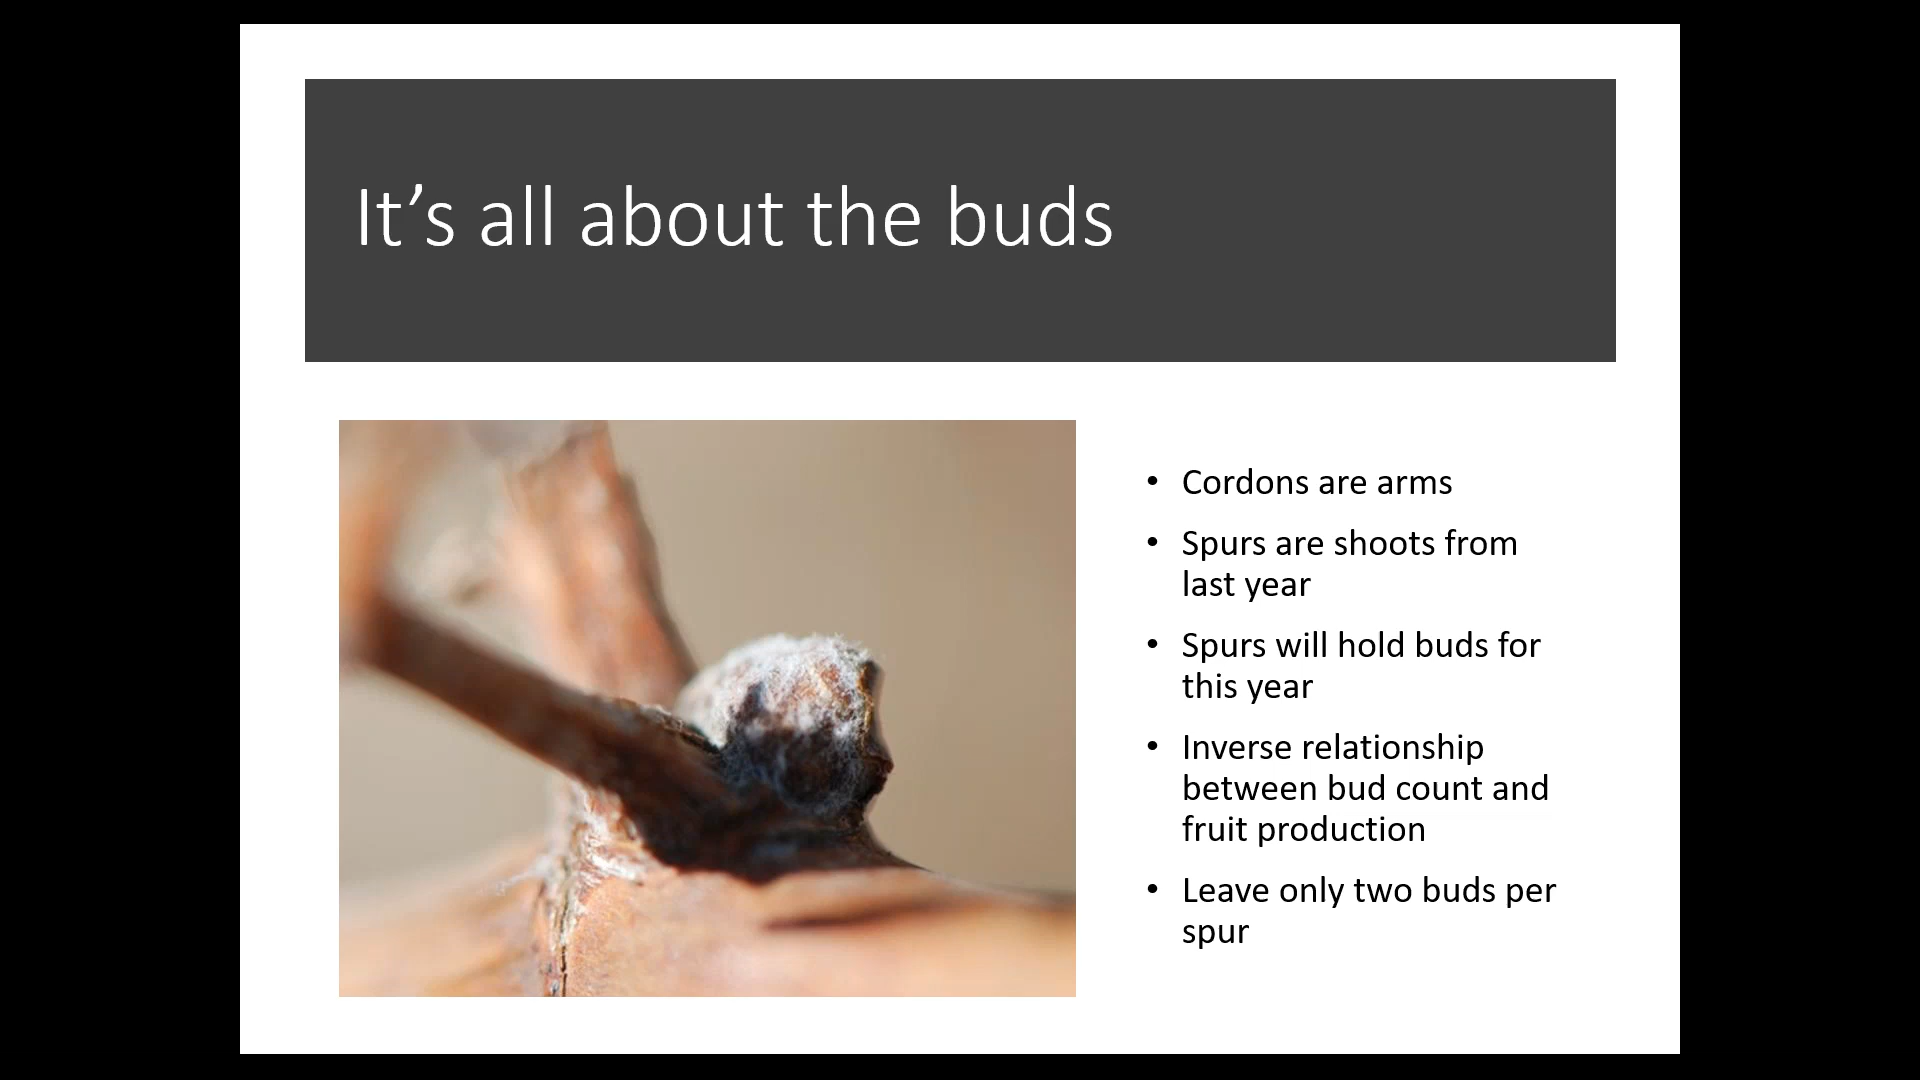 It’s all about the buds
• Cordons are arms
• Spurs are shoots from
last year
• Spurs will hold buds for
this year
• Inverse relationship
between bud count and
fruit production
• Leave only two buds per
spur